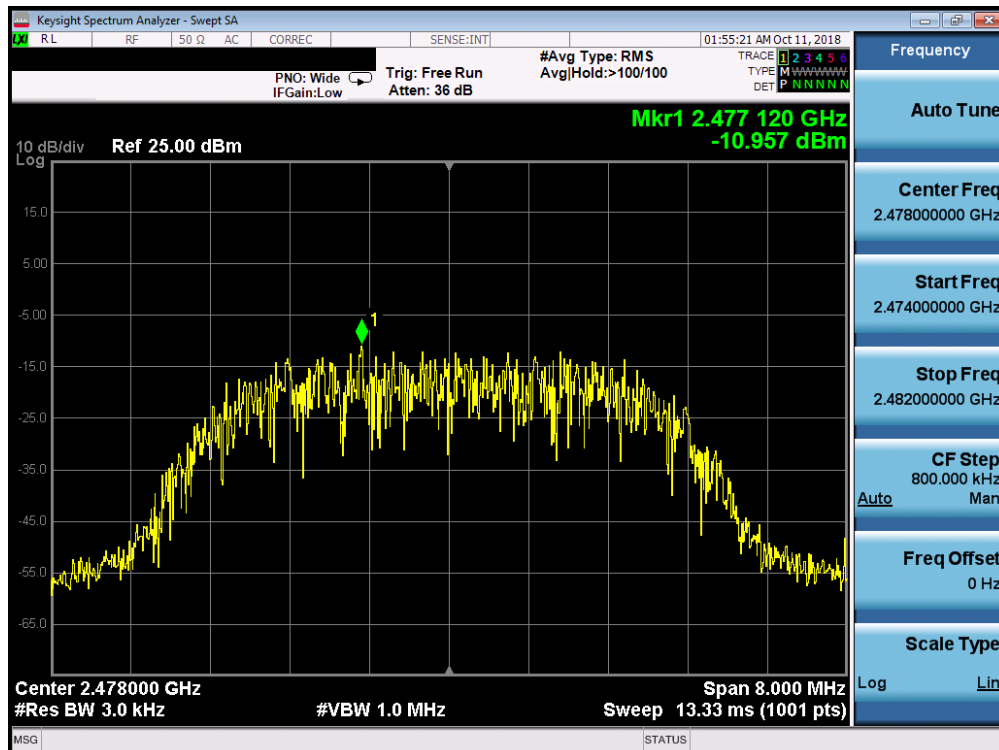 Keysight Spectrum Analyzer - Swept SA
LXI RL RF 50 Ω AC CORREC SENSE:INT 01:55:21 AM Oct 11, 2018
PNO: Wide
IFGain:Low
Trig: Free Run
Atten: 36 dB
#Avg Type: RMS
Avg|Hold:>100/100
TRACE 1 2 3 4 5 6
TYPE M WWWWW
DET P N N N N N
Mkr1 2.477 120 GHz
-10.957 dBm
10 dB/div
Log
Ref 25.00 dBm
15.0
5.00
-5.00
-15.0
-25.0
-35.0
-45.0
-55.0
-65.0
1
Center 2.478000 GHz
#Res BW 3.0 kHz
#VBW 1.0 MHz
Span 8.000 MHz
Sweep 13.33 ms (1001 pts)
MSG
STATUS
Frequency
Auto Tune
Center Freq
2.478000000 GHz
Start Freq
2.474000000 GHz
Stop Freq
2.482000000 GHz
CF Step
800.000 kHz
Auto Man
Freq Offset
0 Hz
Scale Type
Log Lin